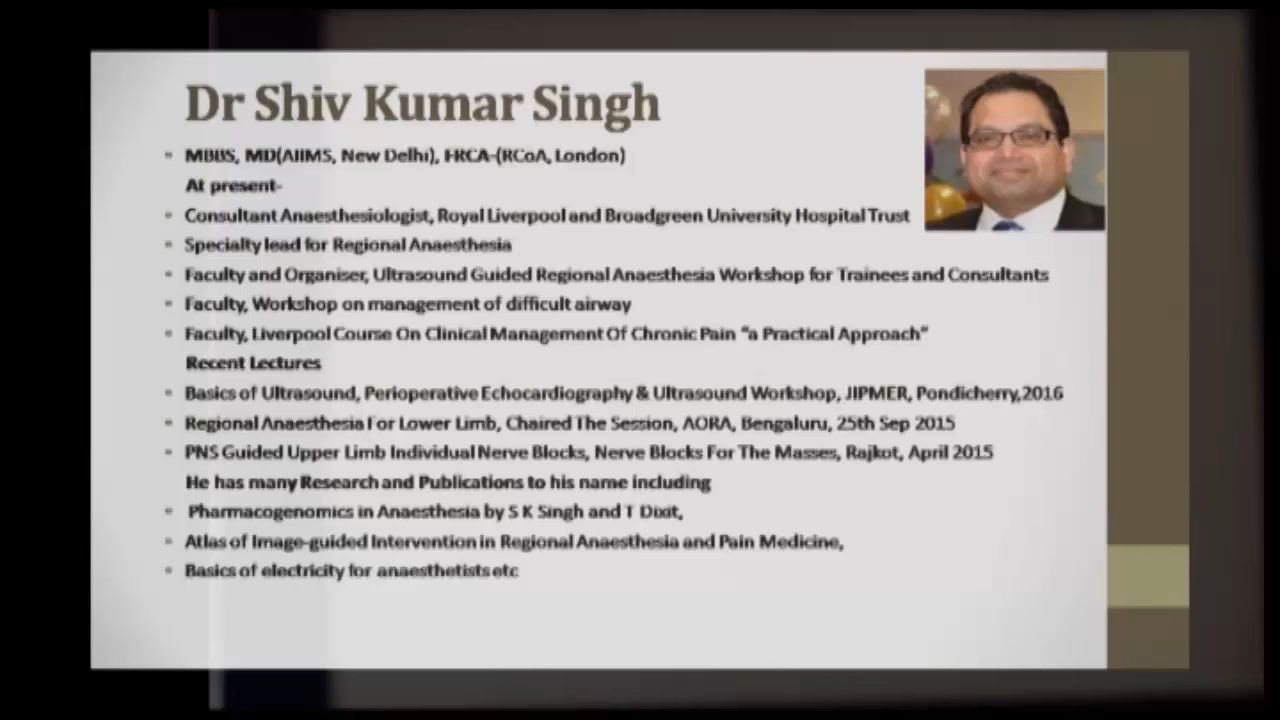 Dr Shiv Kumar Singh
• MBBS, MD(AIIMS, New Delhi), FRCA-(RCoA, London)
At present-
• Consultant Anaesthesiologist, Royal Liverpool and Broadgreen University Hospital Trust
• Specialty lead for Regional Anaesthesia
• Faculty and Organiser, Ultrasound Guided Regional Anaesthesia Workshop for Trainees and Consultants
• Faculty, Workshop on management of difficult airway
• Faculty, Liverpool Course On Clinical Management Of Chronic Pain “a Practical Approach”
Recent Lectures
• Basics of Ultrasound, Perioperative Echocardiography & Ultrasound Workshop, JIPMER, Pondicherry,2016
• Regional Anaesthesia For Lower Limb, Chaired The Session, AORA, Bengaluru, 25th Sep 2015
• PNS Guided Upper Limb Individual Nerve Blocks, Nerve Blocks For The Masses, Rajkot, April 2015
He has many Research and Publications to his name including
• Pharmacogenomics in Anaesthesia by S K Singh and T Dixit,
• Atlas of Image-guided Intervention in Regional Anaesthesia and Pain Medicine,
• Basics of electricity for anaesthetists etc